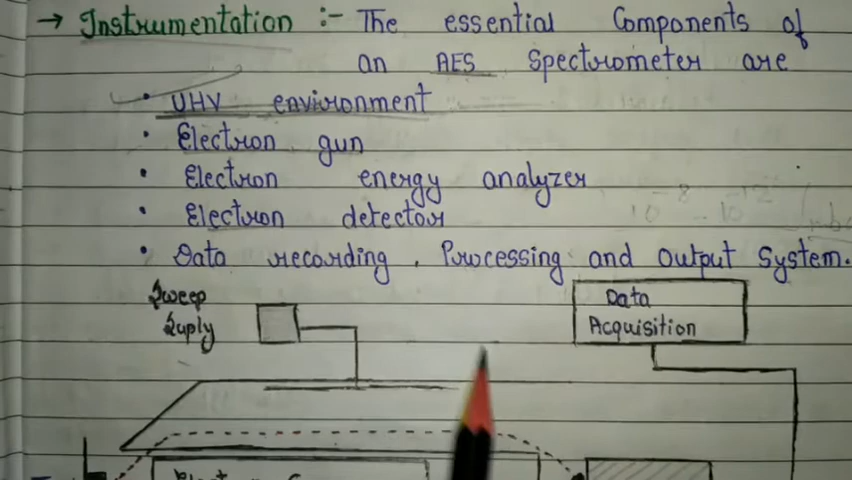 → Instrumentation :- The essential Components of
an AES Spectrometer are
• UHV environment
• Electron gun
• Electron energy analyzer
• Electron detector
• Data recording, Processing and output System.
Sweep
Suply
Data
Acquisition